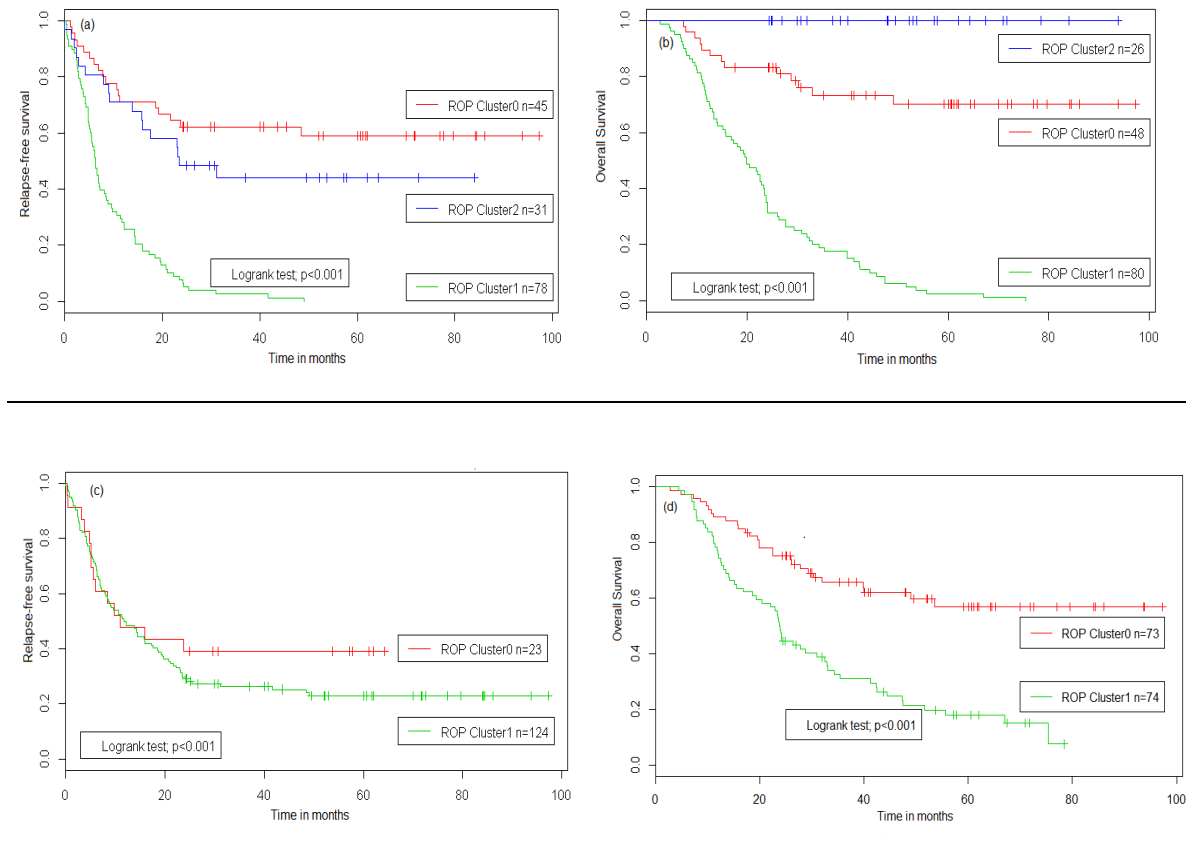 (a)
Relapse-free survival
1.0
0.8
0.6
0.4
0.2
0.0
ROP Cluster0 n=45
ROP Cluster2 n=31
Logrank test; p<0.001
ROP Cluster1 n=78
0 20 40 60 80 100
Time in months
(b)
Overall Survival
1.0
0.8
0.6
0.4
0.2
0.0
ROP Cluster2 n=26
ROP Cluster0 n=48
ROP Cluster1 n=80
Logrank test; p<0.001
0 20 40 60 80 100
Time in months
(c)
Relapse-free survival
1.0
0.8
0.6
0.4
0.2
0.0
ROP Cluster0 n=23
ROP Cluster1 n=124
Logrank test; p<0.001
0 20 40 60 80 100
Time in months
(d)
Overall Survival
1.0
0.8
0.6
0.4
0.2
0.0
ROP Cluster0 n=73
ROP Cluster1 n=74
Logrank test; p<0.001
0 20 40 60 80 100
Time in months